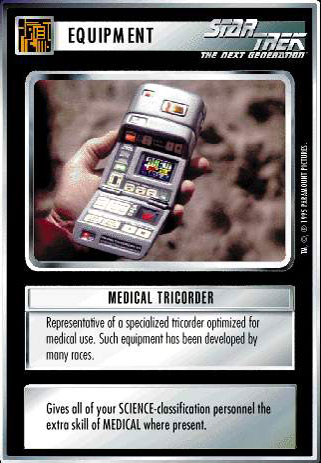 EQUIPMENT
STAR
TREK
THE NEXT GENERATION
TM, ©, ® 1995 PARAMOUNT PICTURES.
MEDICAL TRICORDER
Representative of a specialized tricorder optimized for
medical use. Such equipment has been developed by
many races.
Gives all of your SCIENCE-classification personnel the
extra skill of MEDICAL where present.